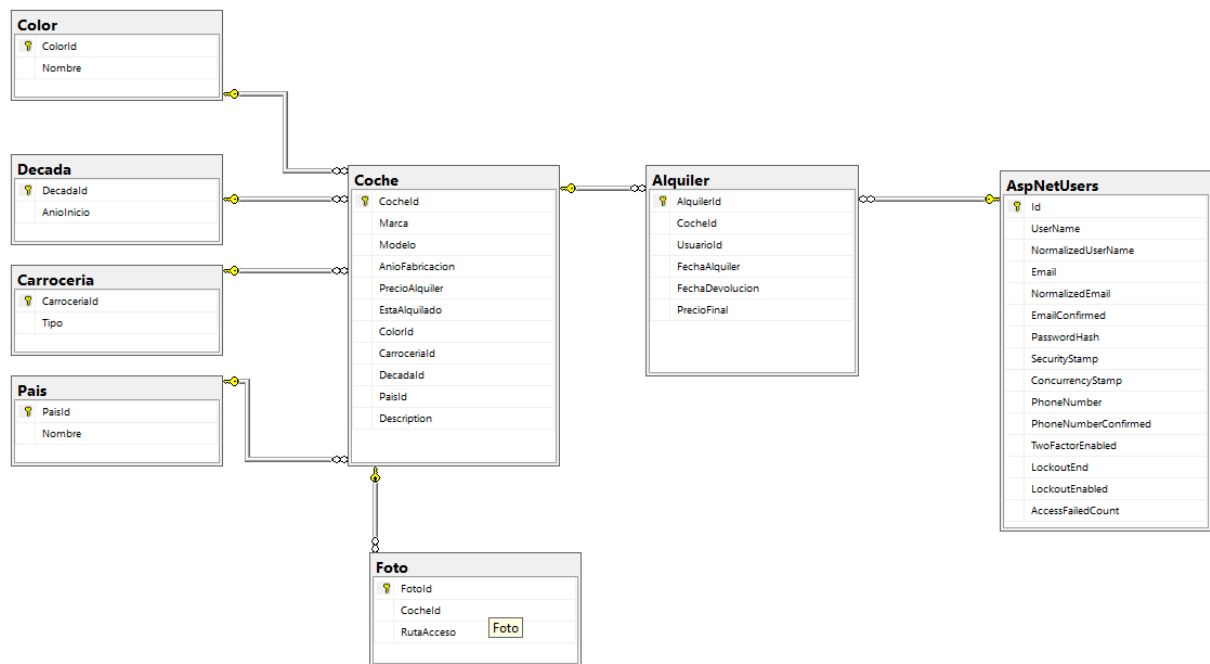 Color
ColorId
Nombre
Decada
DecadaId
AnioInicio
Carroceria
CarroceriaId
Tipo
Pais
PaisId
Nombre
Coche
CocheId
Marca
Modelo
AnioFabricacion
PrecioAlquiler
EstaAlquilado
ColorId
CarroceriaId
DecadaId
PaisId
Description
Foto
FotoId
CocheId
RutaAcceso
Foto
Alquiler
AlquilerId
CocheId
UsuarioId
FechaAlquiler
FechaDevolucion
PrecioFinal
AspNetUsers
Id
UserName
NormalizedUserName
Email
NormalizedEmail
EmailConfirmed
PasswordHash
SecurityStamp
ConcurrencyStamp
PhoneNumber
PhoneNumberConfirmed
TwoFactorEnabled
LockoutEnd
LockoutEnabled
AccessFailedCount